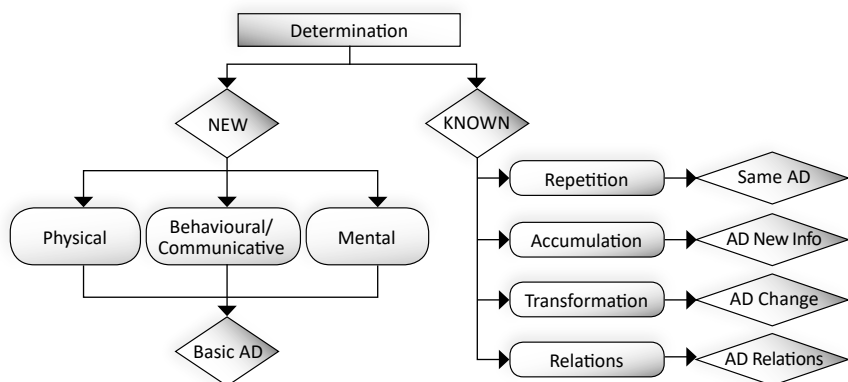 Determination
NEW
KNOWN
Physical
Behavioural/
Communicative
Mental
Basic AD
Repetition
Same AD
Accumulation
AD New Info
Transformation
AD Change
Relations
AD Relations